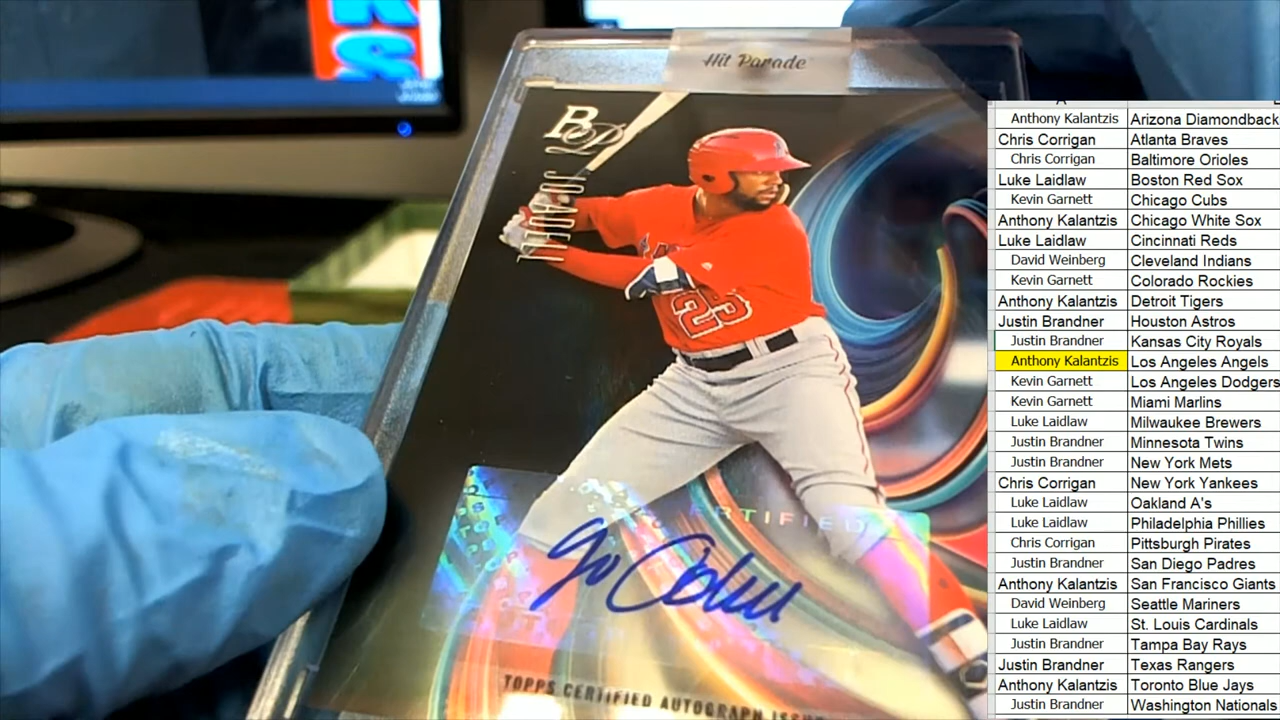 KS
Hit Parade
BP
JO ADELL
25
CERTIFIED
Jo Adell
TOPPS CERTIFIED AUTOGRAPH ISSUE
A
Anthony Kalantzis Arizona Diamondback
Chris Corrigan Atlanta Braves
Chris Corrigan Baltimore Orioles
Luke Laidlaw Boston Red Sox
Kevin Garnett Chicago Cubs
Anthony Kalantzis Chicago White Sox
Luke Laidlaw Cincinnati Reds
David Weinberg Cleveland Indians
Kevin Garnett Colorado Rockies
Anthony Kalantzis Detroit Tigers
Justin Brandner Houston Astros
Justin Brandner Kansas City Royals
Anthony Kalantzis Los Angeles Angels
Kevin Garnett Los Angeles Dodgers
Kevin Garnett Miami Marlins
Luke Laidlaw Milwaukee Brewers
Justin Brandner Minnesota Twins
Justin Brandner New York Mets
Chris Corrigan New York Yankees
Luke Laidlaw Oakland A's
Luke Laidlaw Philadelphia Phillies
Chris Corrigan Pittsburgh Pirates
Justin Brandner San Diego Padres
Anthony Kalantzis San Francisco Giants
David Weinberg Seattle Mariners
Luke Laidlaw St. Louis Cardinals
Justin Brandner Tampa Bay Rays
Justin Brandner Texas Rangers
Anthony Kalantzis Toronto Blue Jays
Justin Brandner Washington Nationals